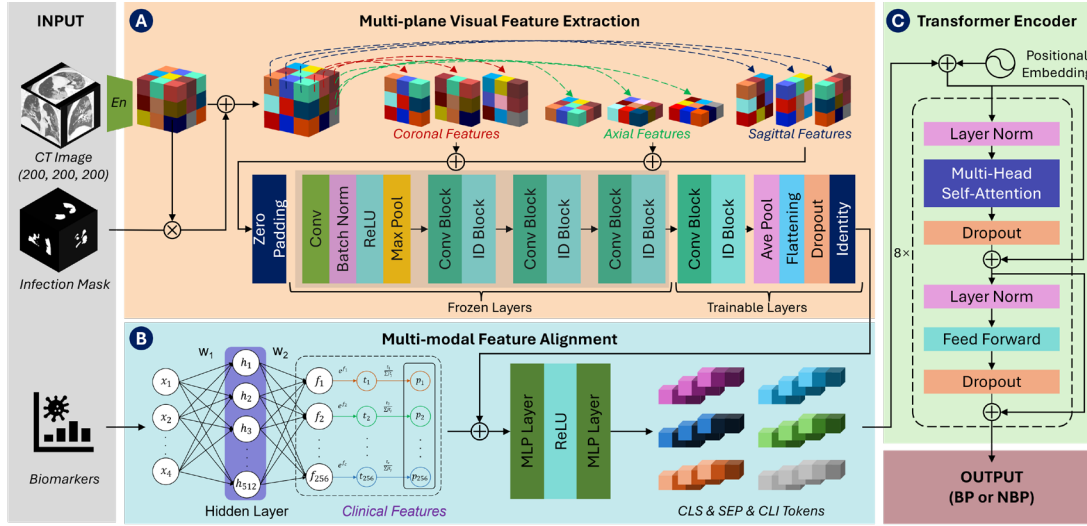 INPUT
En
CT Image
(200, 200, 200)
Infection Mask
Biomarkers
A
Multi-plane Visual Feature Extraction
Coronal Features
Axial Features
Sagittal Features
Zero
Padding
Conv
Batch Norm
ReLU
Max Pool
Conv Block
ID Block
Conv Block
ID Block
Conv Block
ID Block
Conv Block
ID Block
Ave Pool
Flattening
Dropout
Identity
Frozen Layers
Trainable Layers
B
Multi-modal Feature Alignment
W₁
W₂
x₁
x₂
x₄
h₁
h₂
h₃
h₅₁₂
f₁
f₂
f₂₅₆
t₁
t₂
t₂₅₆
p₁
p₂
p₂₅₆
Hidden Layer
Clinical Features
MLP Layer
ReLU
MLP Layer
CLS & SEP & CLI Tokens
C
Transformer Encoder
Positional
Embedding
8×
Layer Norm
Multi-Head
Self-Attention
Dropout
Layer Norm
Feed Forward
Dropout
OUTPUT
(BP or NBP)